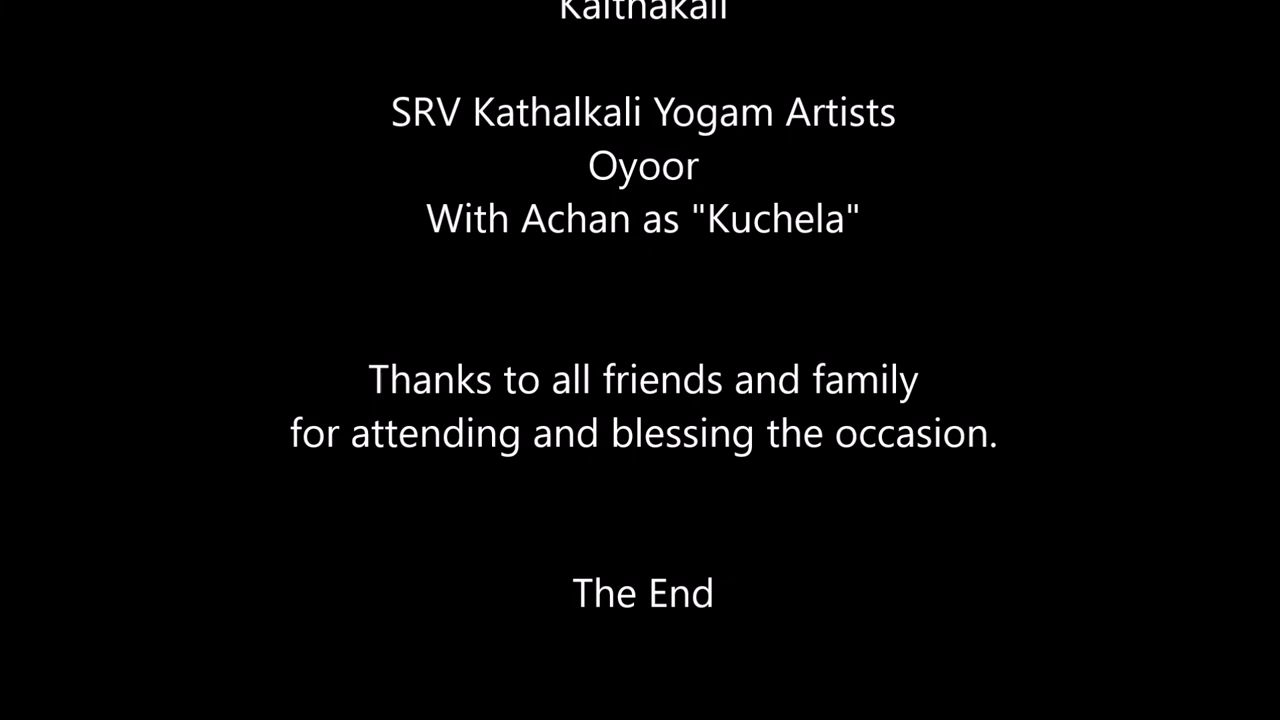 Kaithakali
SRV Kathalkali Yogam Artists
Oyoor
With Achan as "Kuchela"
Thanks to all friends and family
for attending and blessing the occasion.
The End